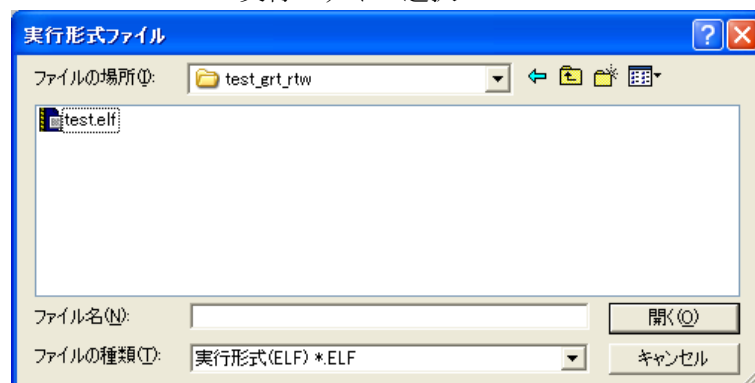 実行形式ファイル
ファイルの場所(I):
test_grt_rtw
test.elf
ファイル名(N):
開く(O)
ファイルの種類(T):
実行形式(ELF) *.ELF
キャンセル